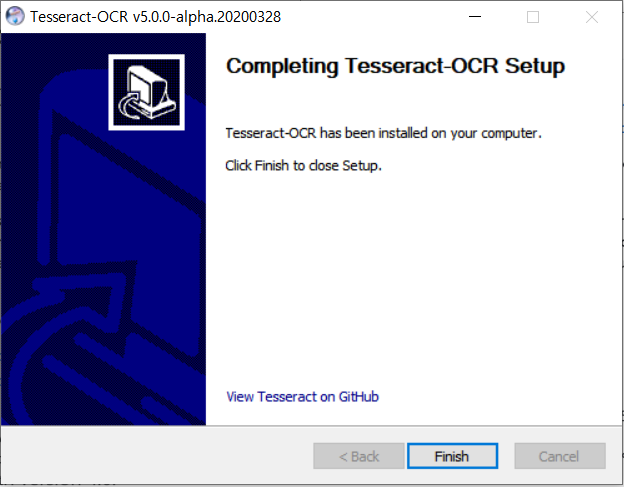 Tesseract-OCR v5.0.0-alpha.20200328
Completing Tesseract-OCR Setup
Tesseract-OCR has been installed on your computer.
Click Finish to close Setup.
View Tesseract on GitHub
< Back
Finish
Cancel